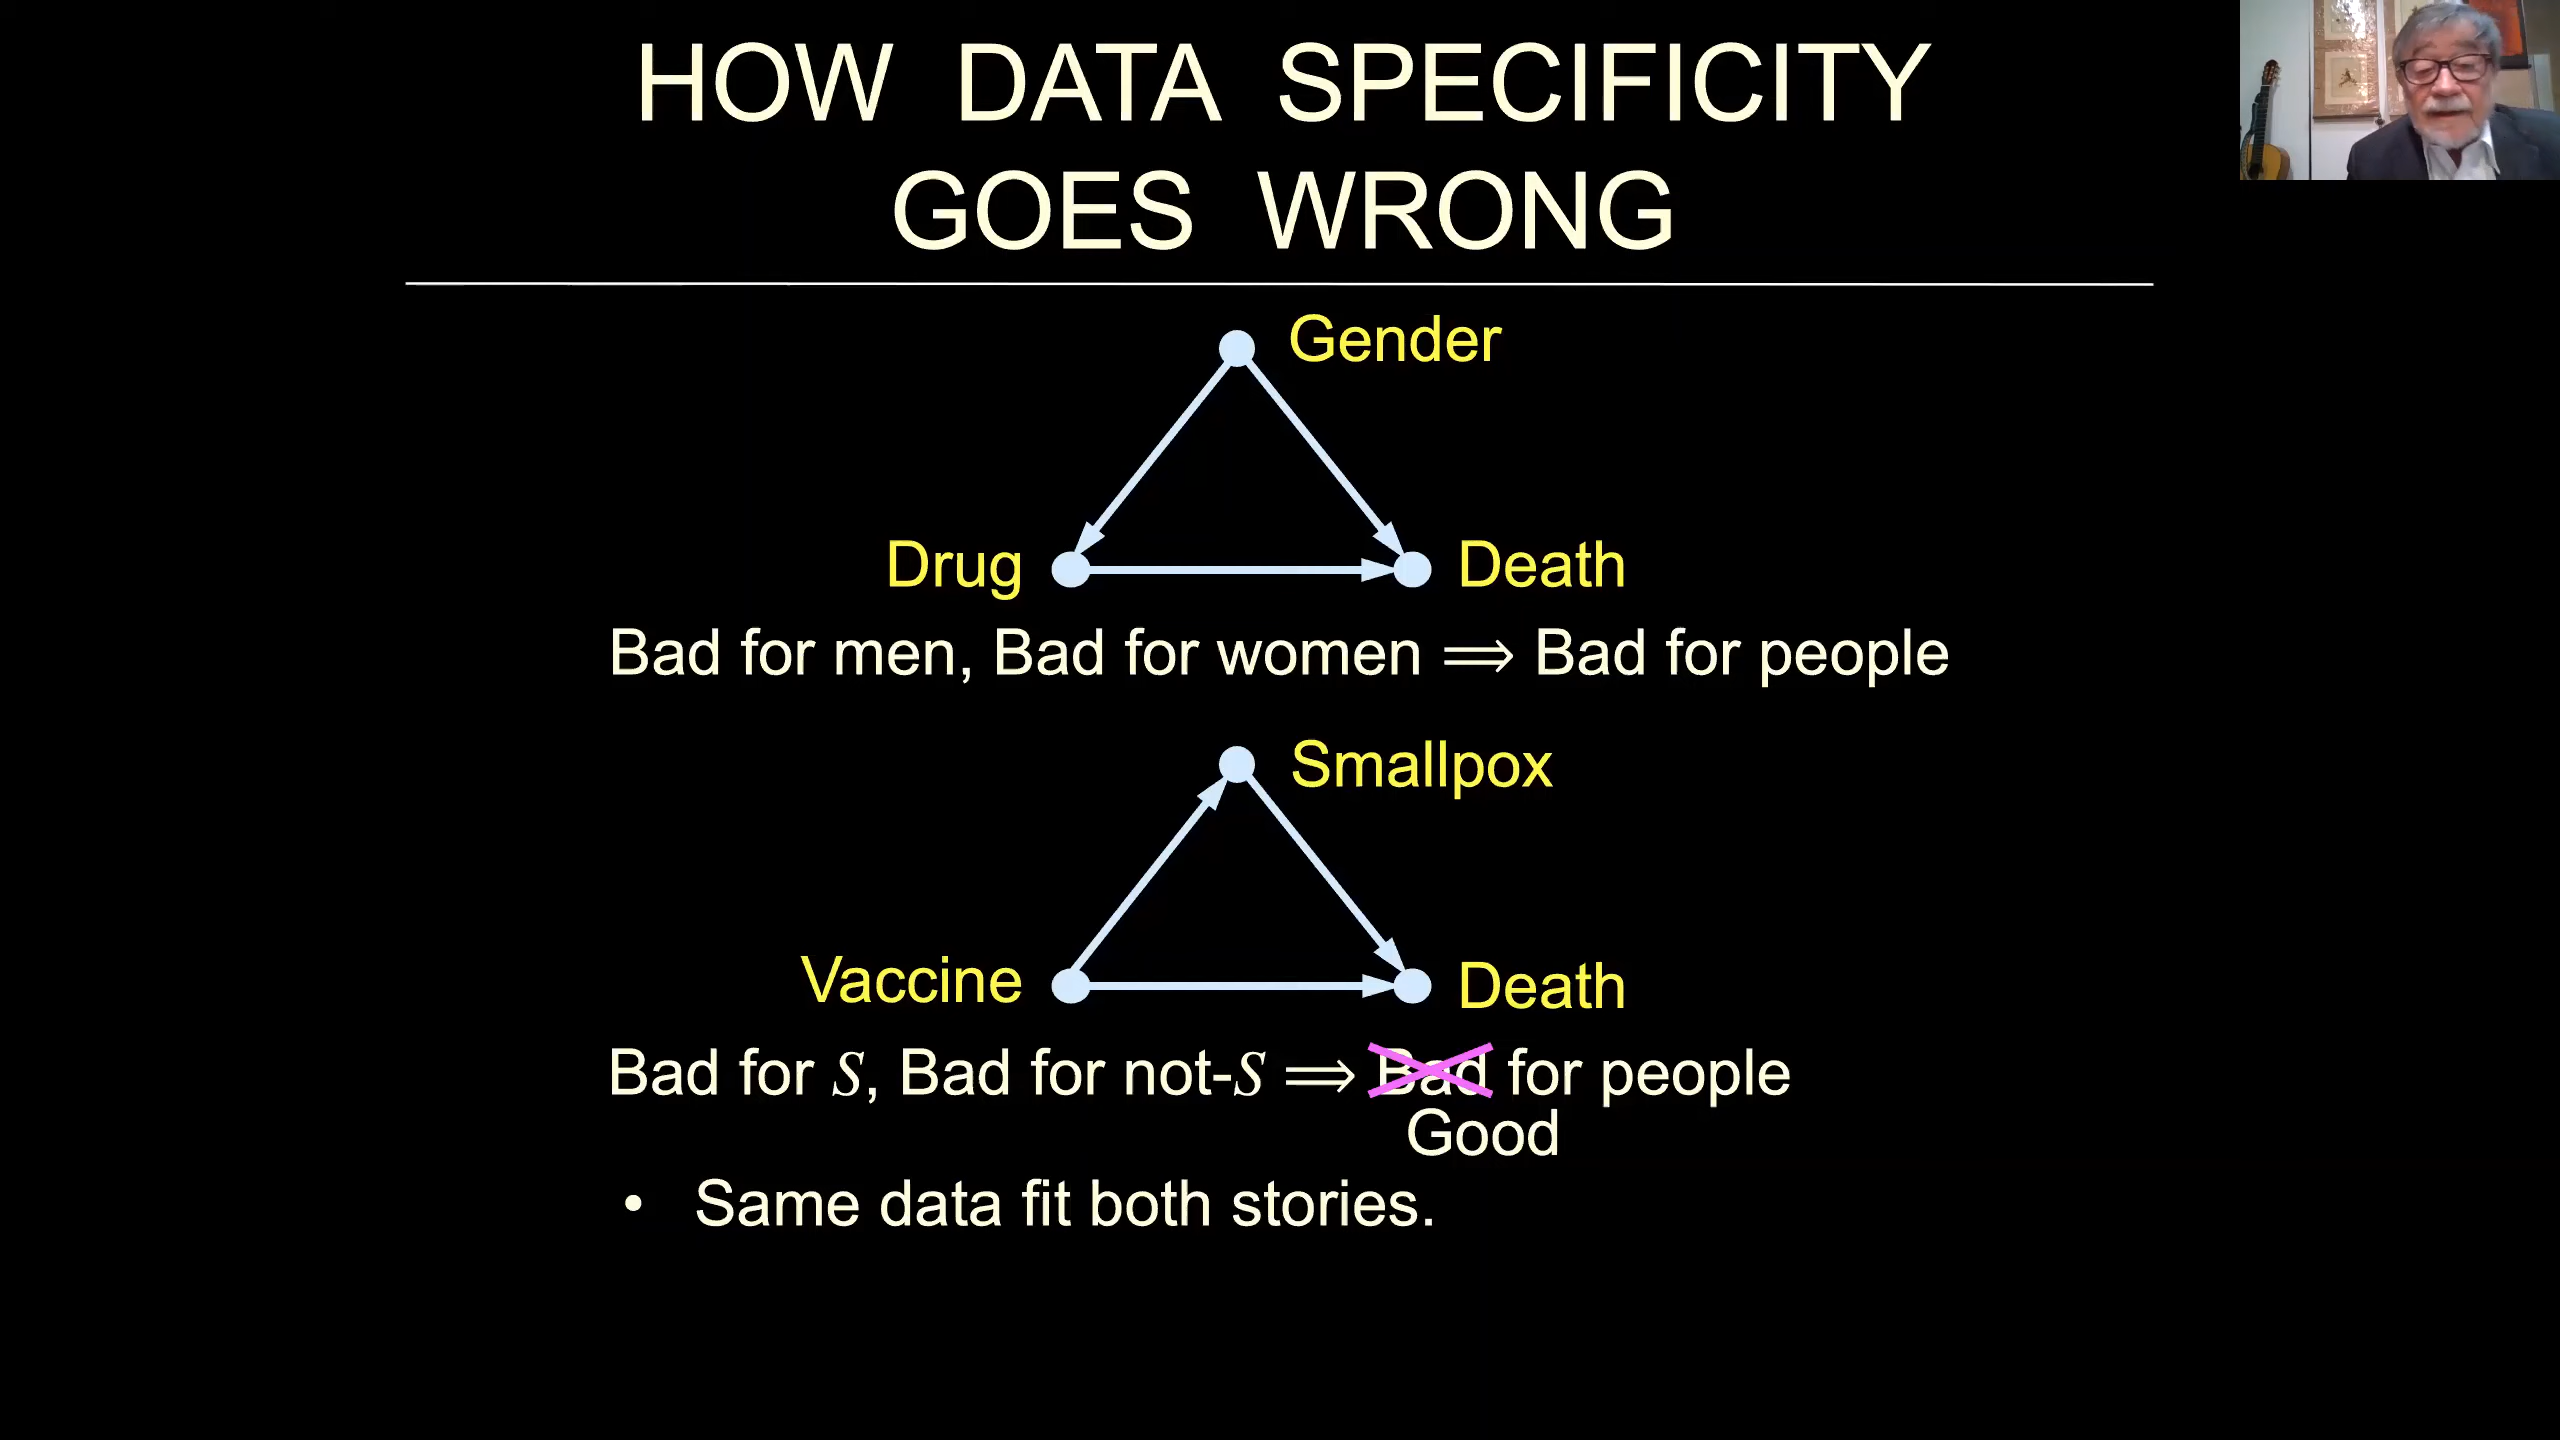 HOW DATA SPECIFICITY
GOES WRONG
Gender
Drug
Death
Bad for men, Bad for women ⟹ Bad for people
Smallpox
Vaccine
Death
Bad for S, Bad for not-S ⟹ Bad for people
Good
• Same data fit both stories.